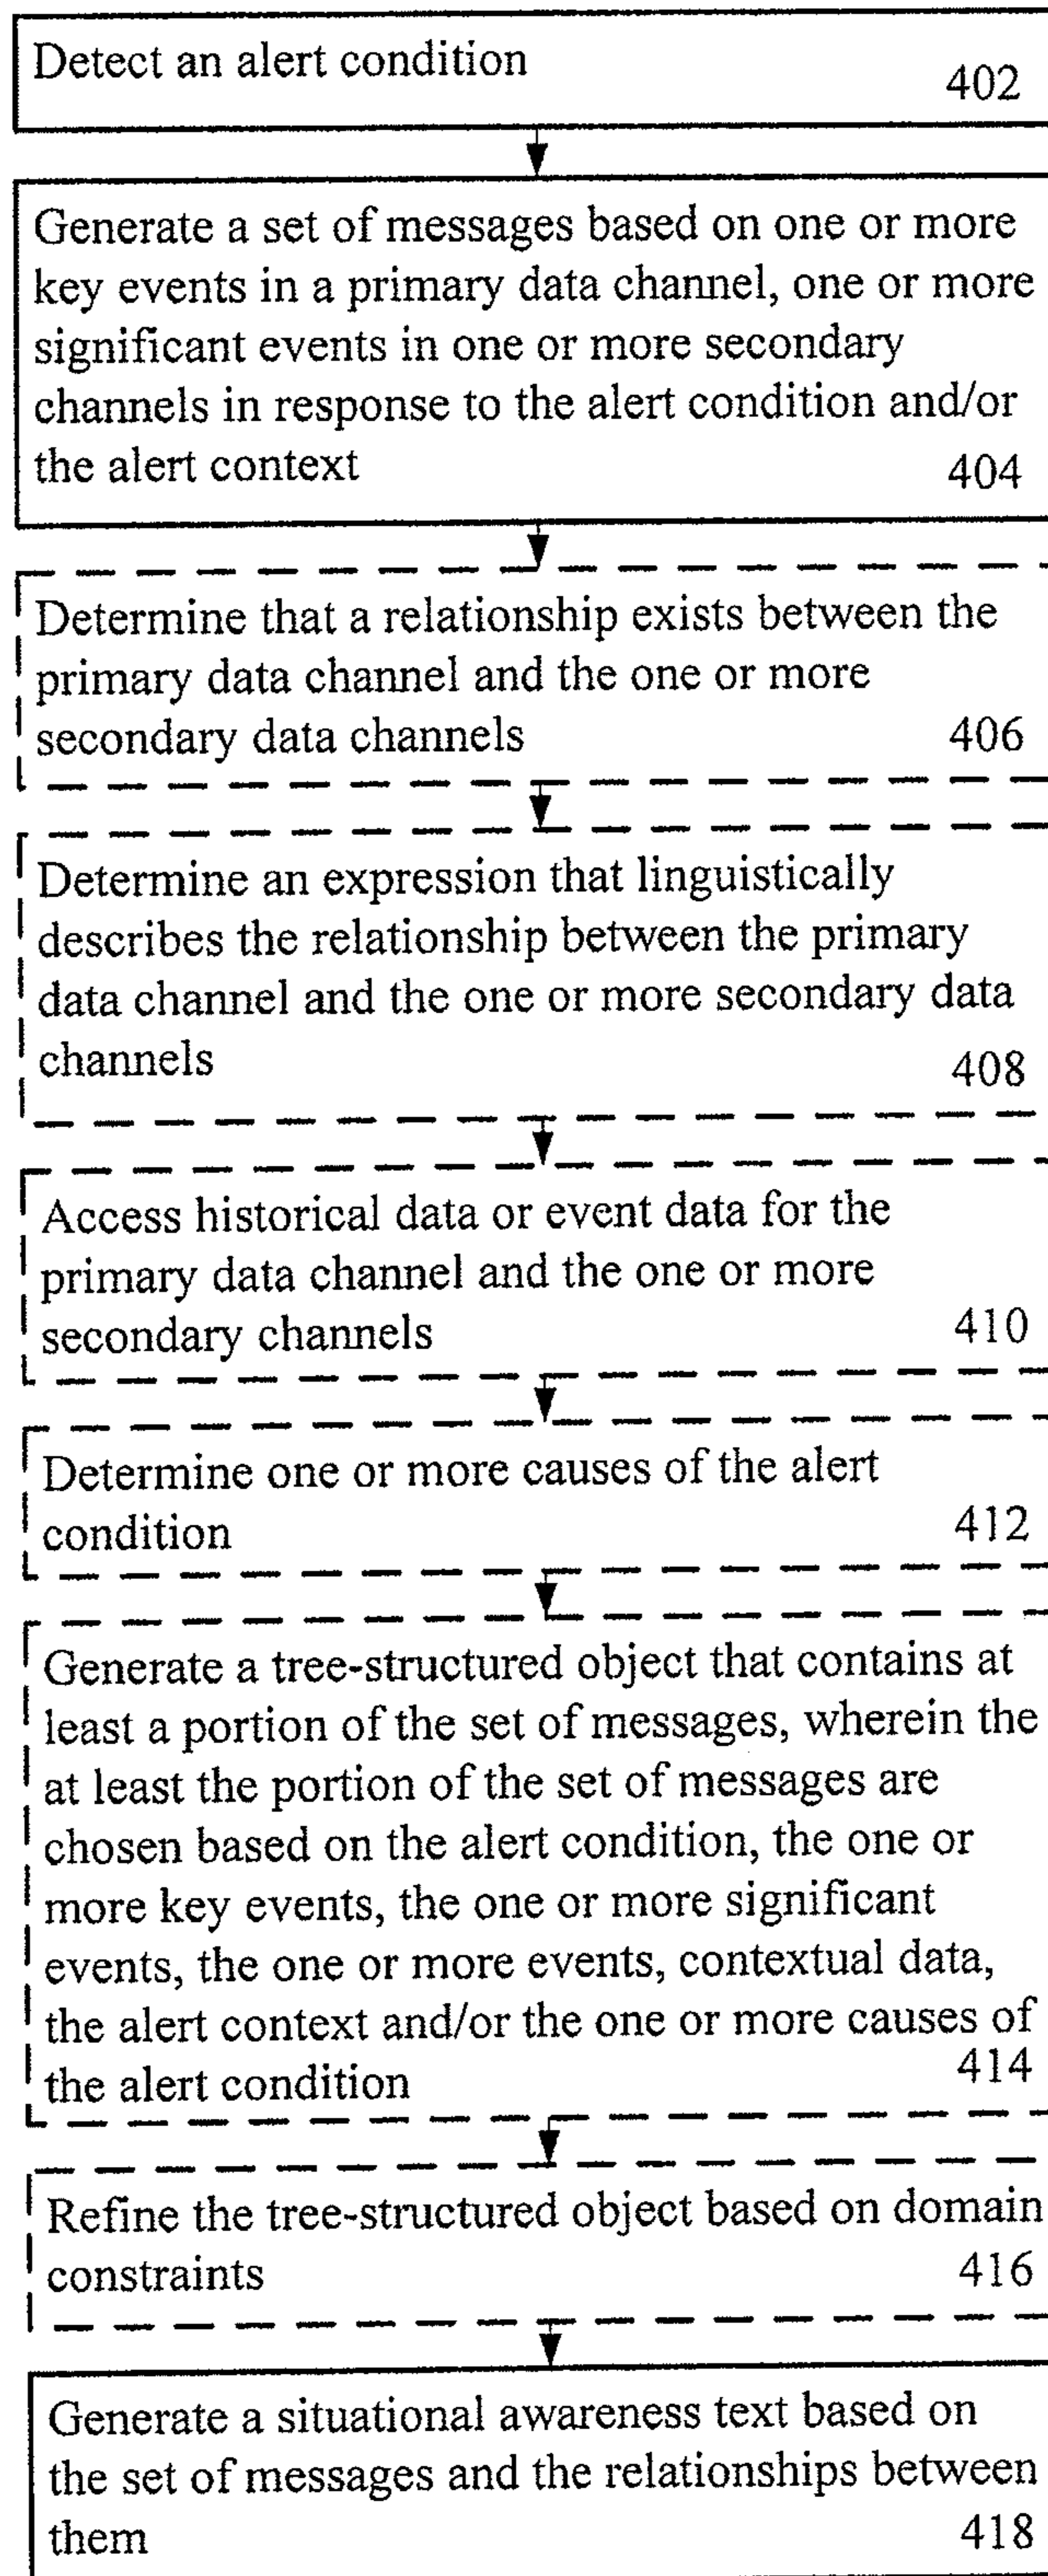 Detect an alert condition
402
Generate a set of messages based on one or more
key events in a primary data channel, one or more
significant events in one or more secondary
channels in response to the alert condition and/or
the alert context
404
Determine that a relationship exists between the
primary data channel and the one or more
secondary data channels
406
Determine an expression that linguistically
describes the relationship between the primary
data channel and the one or more secondary data
channels
408
Access historical data or event data for the
primary data channel and the one or more
secondary channels
410
Determine one or more causes of the alert
condition
412
Generate a tree-structured object that contains at
least a portion of the set of messages, wherein the
at least the portion of the set of messages are
chosen based on the alert condition, the one or
more key events, the one or more significant
events, the one or more events, contextual data,
the alert context and/or the one or more causes of
the alert condition
414
Refine the tree-structured object based on domain
constraints
416
Generate a situational awareness text based on
the set of messages and the relationships between
them
418